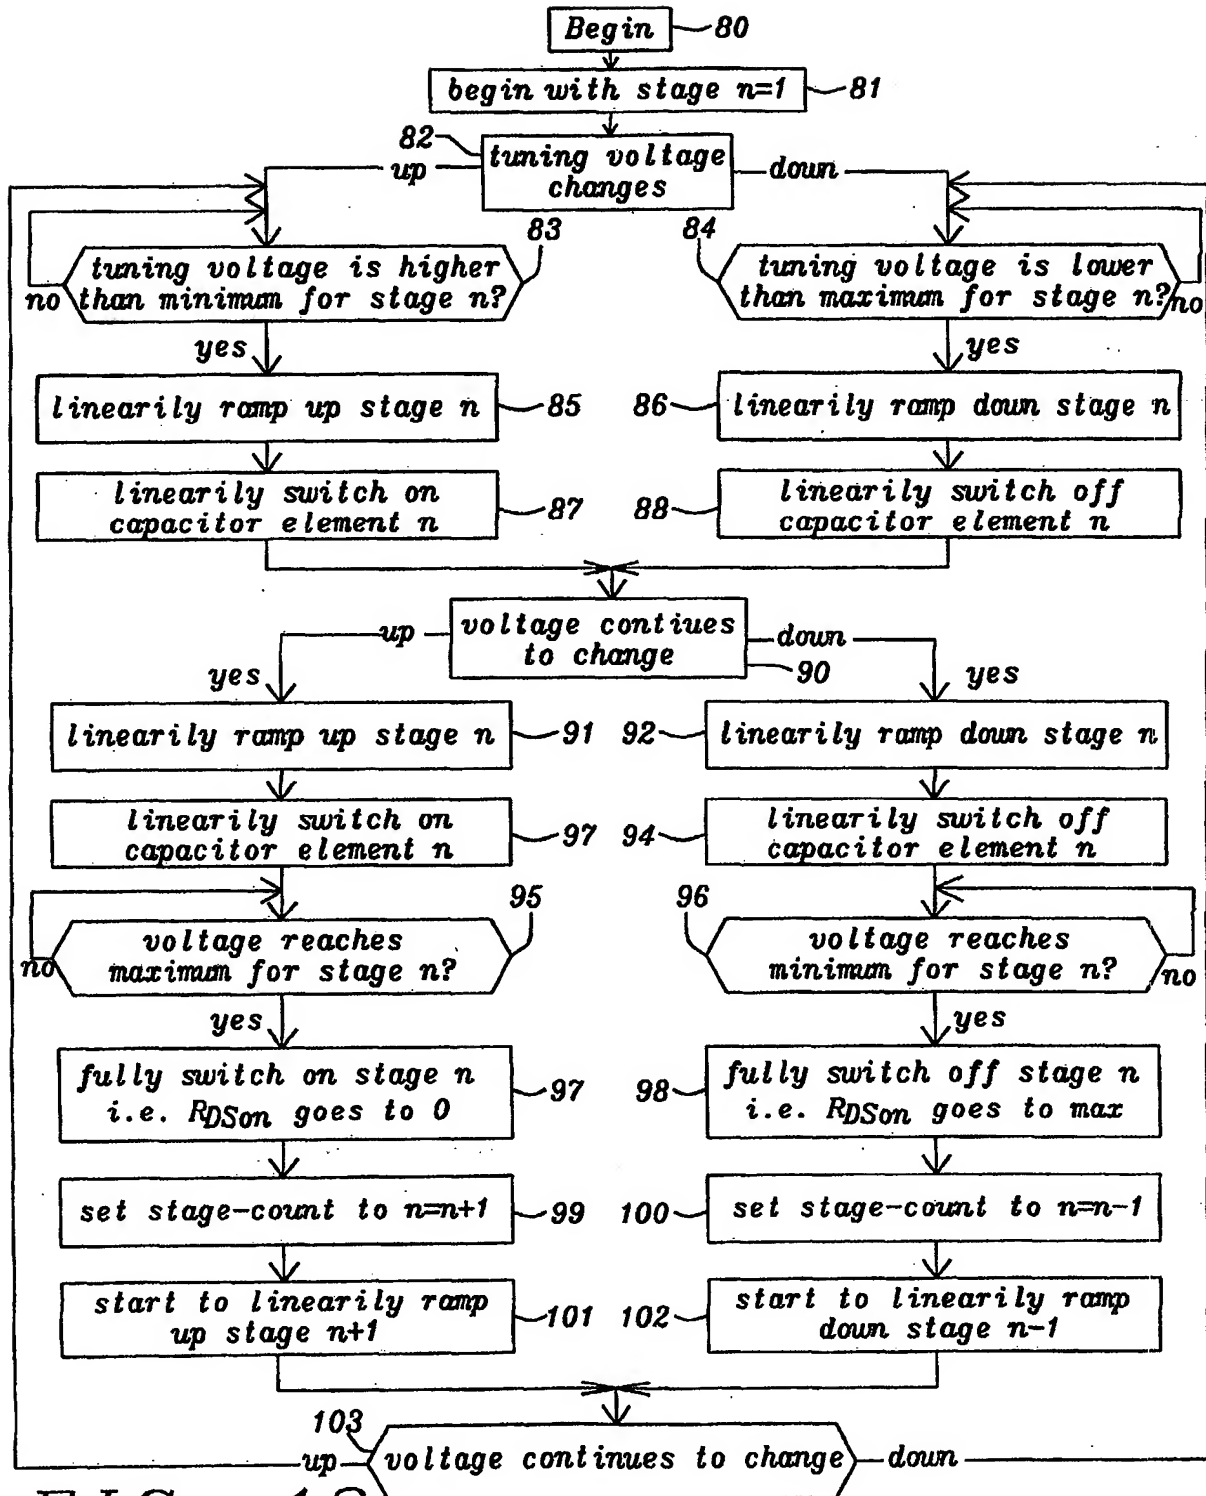 Begin 80
begin with stage n=1 81
82
tuning voltage
changes
up
down
83
84
tuning voltage is higher
than minimum for stage n?
no
tuning voltage is lower
than maximum for stage n?
no
yes
yes
linearily ramp up stage n 85
86 linearily ramp down stage n
linearily switch on
capacitor element n
87
88
linearily switch off
capacitor element n
up
voltage contiues
to change
down
90
yes
yes
linearily ramp up stage n 91
92 linearily ramp down stage n
linearily switch on
capacitor element n
97
94
linearily switch off
capacitor element n
95
96
voltage reaches
maximum for stage n?
no
voltage reaches
minimum for stage n?
no
yes
yes
fully switch on stage n
i.e. RDSon goes to 0
97
98
fully switch off stage n
i.e. RDSon goes to max
set stage-count to n=n+1 99
100 set stage-count to n=n-1
start to linearily ramp
up stage n+1
101
102
start to linearily ramp
down stage n-1
103
up
voltage continues to change
down